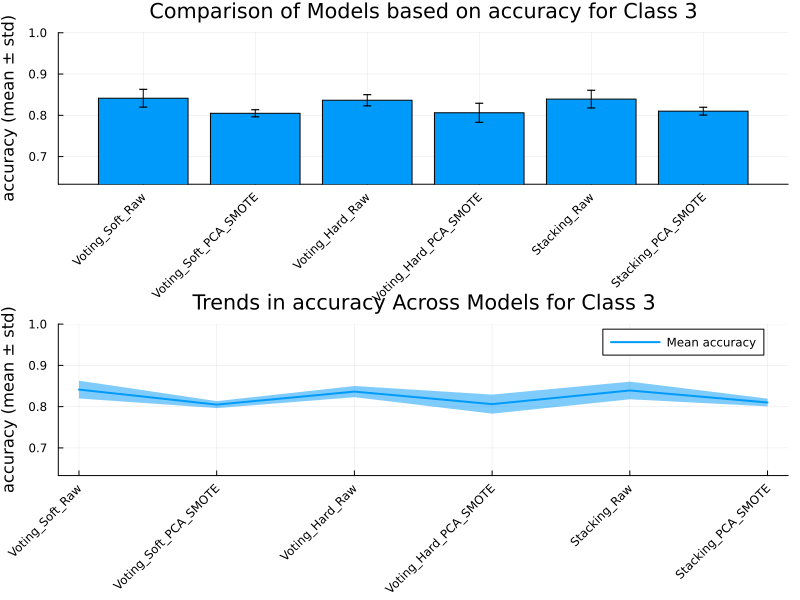 Comparison of Models based on accuracy for Class 3
accuracy (mean ± std)
1.0
0.9
0.8
0.7
Voting_Soft_Raw
Voting_Soft_PCA_SMOTE
Voting_Hard_Raw
Voting_Hard_PCA_SMOTE
Stacking_Raw
Stacking_PCA_SMOTE
Trends in accuracy Across Models for Class 3
accuracy (mean ± std)
1.0
0.9
0.8
0.7
Mean accuracy
Voting_Soft_Raw
Voting_Soft_PCA_SMOTE
Voting_Hard_Raw
Voting_Hard_PCA_SMOTE
Stacking_Raw
Stacking_PCA_SMOTE